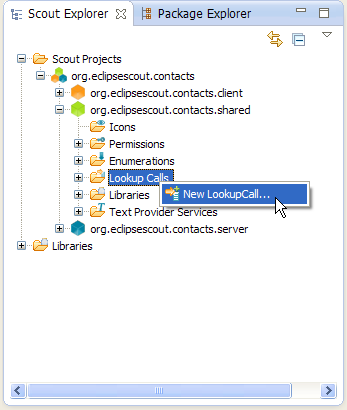 Scout Explorer Package Explorer
Scout Projects
org.eclipsescout.contacts
org.eclipsescout.contacts.client
org.eclipsescout.contacts.shared
Icons
Permissions
Enumerations
Lookup Calls
Libraries New LookupCall...
Text Provider Services
org.eclipsescout.contacts.server
Libraries